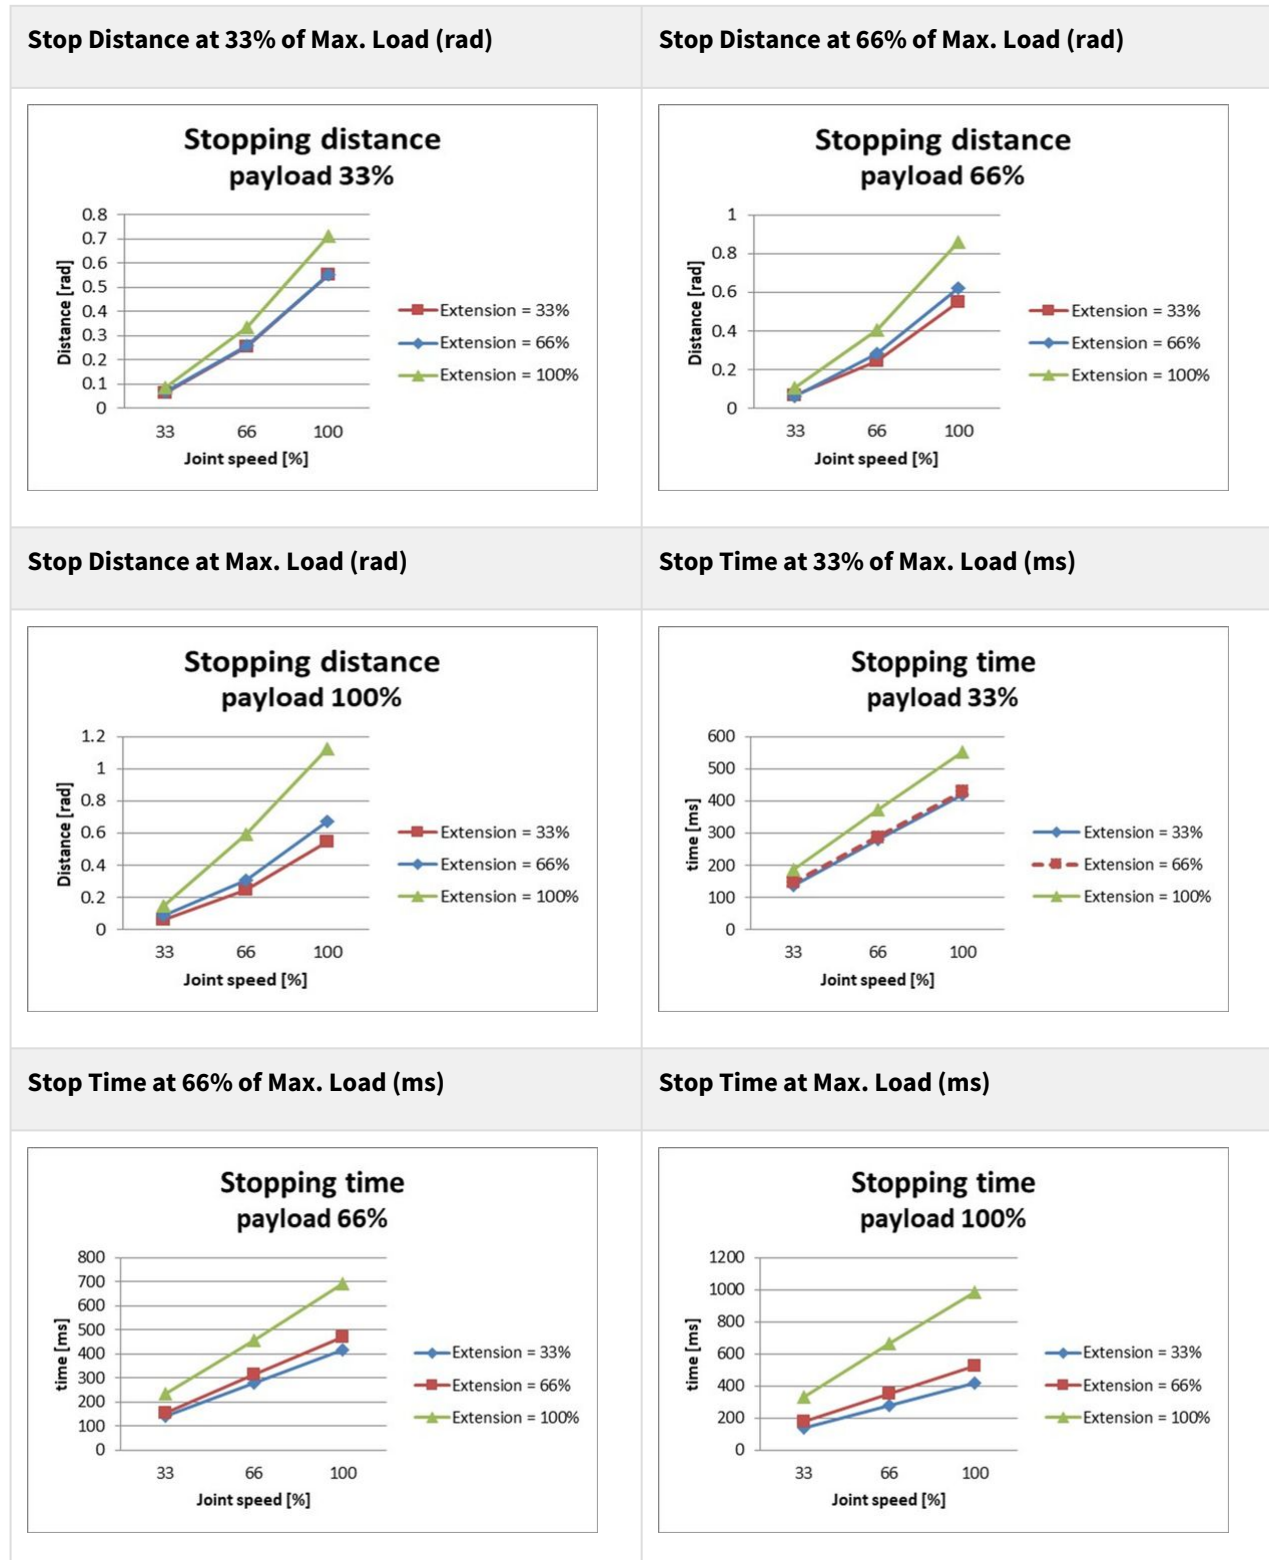 Stop Distance at 33% of Max. Load (rad)
Stop Distance at 66% of Max. Load (rad)
Stopping distance
payload 33%
0.8
0.7
0.6
0.5
0.4
0.3
0.2
0.1
0
Distance [rad]
33 66 100
Joint speed [%]
Extension = 33%
Extension = 66%
Extension = 100%
Stopping distance
payload 66%
1
0.8
0.6
0.4
0.2
0
Distance [rad]
33 66 100
Joint speed [%]
Extension = 33%
Extension = 66%
Extension = 100%
Stop Distance at Max. Load (rad)
Stop Time at 33% of Max. Load (ms)
Stopping distance
payload 100%
1.2
1
0.8
0.6
0.4
0.2
0
Distance [rad]
33 66 100
Joint speed [%]
Extension = 33%
Extension = 66%
Extension = 100%
Stopping time
payload 33%
600
500
400
300
200
100
0
time [ms]
33 66 100
Joint speed [%]
Extension = 33%
Extension = 66%
Extension = 100%
Stop Time at 66% of Max. Load (ms)
Stop Time at Max. Load (ms)
Stopping time
payload 66%
800
700
600
500
400
300
200
100
0
time [ms]
33 66 100
Joint speed [%]
Extension = 33%
Extension = 66%
Extension = 100%
Stopping time
payload 100%
1200
1000
800
600
400
200
0
time [ms]
33 66 100
Joint speed [%]
Extension = 33%
Extension = 66%
Extension = 100%